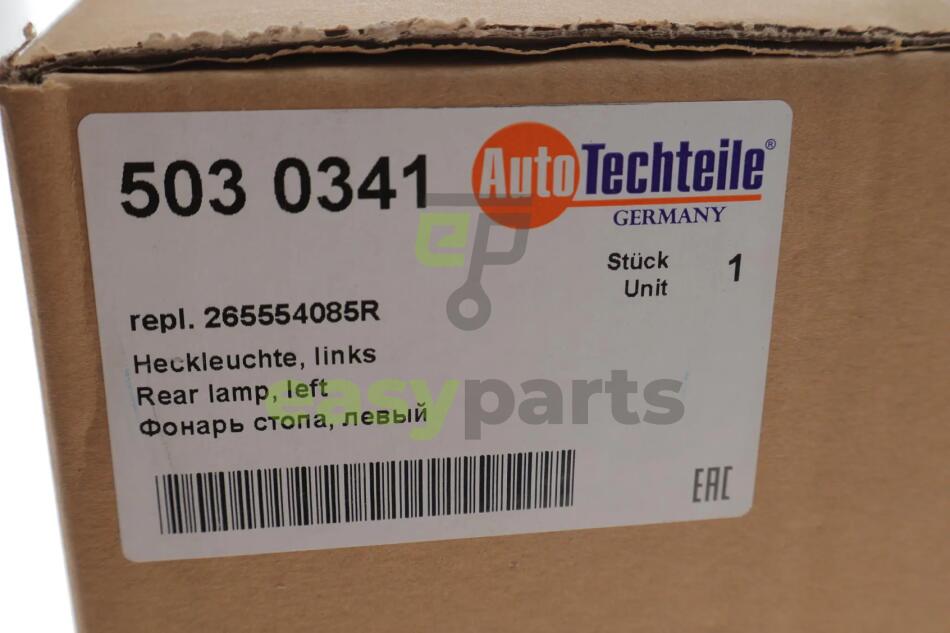 503 0341
AutoTechteile®
GERMANY
Stück 1
Unit
repl. 265554085R
Heckleuchte, links
Rear lamp, left
Фонарь стопа, левый
EAC
ep
easyparts